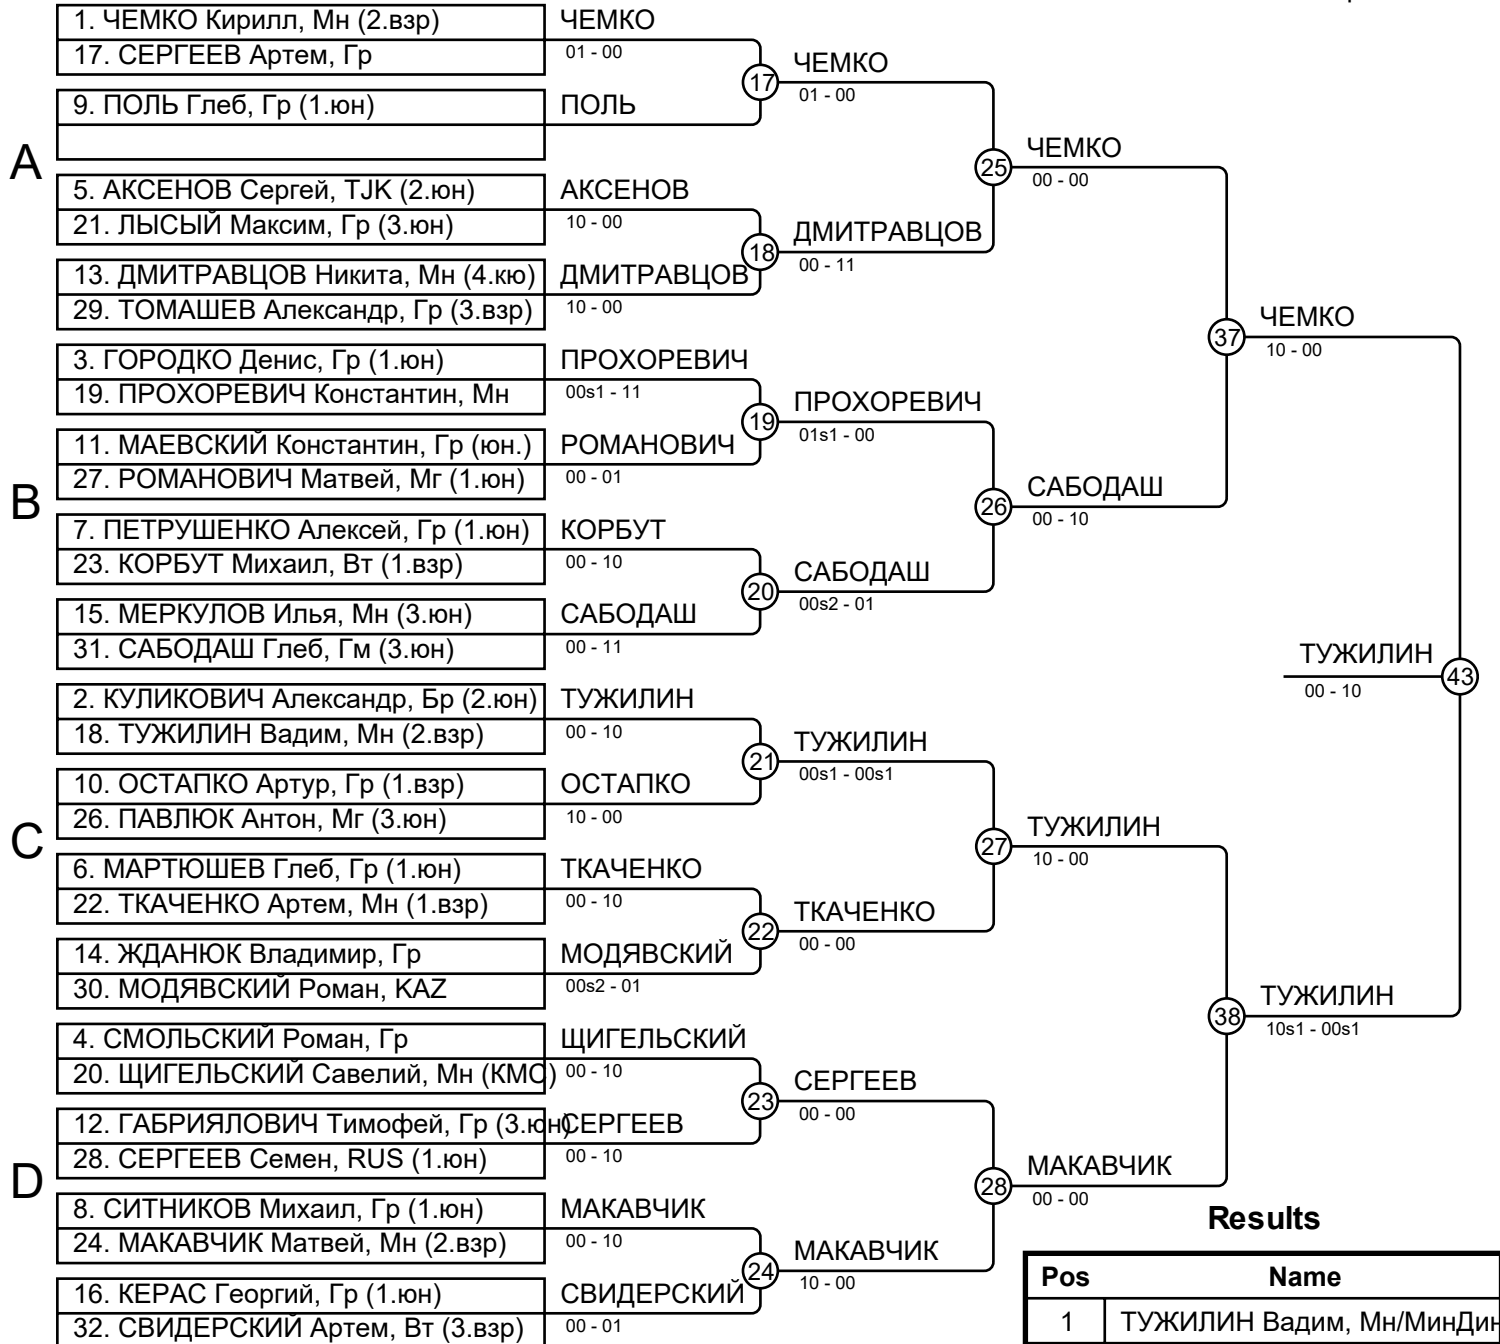 1. ЧЕМКО Кирилл, Мн (2.взр)
17. СЕРГЕЕВ Артем, Гр
9. ПОЛЬ Глеб, Гр (1.юн)
A
5. АКСЕНОВ Сергей, TJK (2.юн)
21. ЛЫСЫЙ Максим, Гр (3.юн)
13. ДМИТРАВЦОВ Никита, Мн (4.кю)
29. ТОМАШЕВ Александр, Гр (3.взр)
3. ГОРОДКО Денис, Гр (1.юн)
19. ПРОХОРЕВИЧ Константин, Мн
11. МАЕВСКИЙ Константин, Гр (юн.)
27. РОМАНОВИЧ Матвей, Мг (1.юн)
B
7. ПЕТРУШЕНКО Алексей, Гр (1.юн)
23. КОРБУТ Михаил, Вт (1.взр)
15. МЕРКУЛОВ Илья, Мн (3.юн)
31. САБОДАШ Глеб, Гм (3.юн)
2. КУЛИКОВИЧ Александр, Бр (2.юн)
18. ТУЖИЛИН Вадим, Мн (2.взр)
10. ОСТАПКО Артур, Гр (1.взр)
26. ПАВЛЮК Антон, Мг (3.юн)
C
6. МАРТЮШЕВ Глеб, Гр (1.юн)
22. ТКАЧЕНКО Артем, Мн (1.взр)
14. ЖДАНЮК Владимир, Гр
30. МОДЯВСКИЙ Роман, KAZ
4. СМОЛЬСКИЙ Роман, Гр
20. ЩИГЕЛЬСКИЙ Савелий, Мн (КМС)
12. ГАБРИЯЛОВИЧ Тимофей, Гр (3.юн)
28. СЕРГЕЕВ Семен, RUS (1.юн)
D
8. СИТНИКОВ Михаил, Гр (1.юн)
24. МАКАВЧИК Матвей, Мн (2.взр)
16. КЕРАС Георгий, Гр (1.юн)
32. СВИДЕРСКИЙ Артем, Вт (3.взр)
ЧЕМКО
01 - 00
ПОЛЬ
АКСЕНОВ
10 - 00
ДМИТРАВЦОВ
10 - 00
ПРОХОРЕВИЧ
00s1 - 11
РОМАНОВИЧ
00 - 01
КОРБУТ
00 - 10
САБОДАШ
00 - 11
ТУЖИЛИН
00 - 10
ОСТАПКО
10 - 00
ТКАЧЕНКО
00 - 10
МОДЯВСКИЙ
00s2 - 01
ЩИГЕЛЬСКИЙ
00 - 10
СЕРГЕЕВ
00 - 10
МАКАВЧИК
00 - 10
СВИДЕРСКИЙ
00 - 01
17
ЧЕМКО
01 - 00
18
ДМИТРАВЦОВ
00 - 11
19
ПРОХОРЕВИЧ
01s1 - 00
20
САБОДАШ
00s2 - 01
21
ТУЖИЛИН
00s1 - 00s1
22
ТКАЧЕНКО
00 - 00
23
СЕРГЕЕВ
00 - 00
24
МАКАВЧИК
10 - 00
25
ЧЕМКО
00 - 00
26
САБОДАШ
00 - 10
27
ТУЖИЛИН
10 - 00
28
МАКАВЧИК
00 - 00
37
ЧЕМКО
10 - 00
38
ТУЖИЛИН
10s1 - 00s1
ТУЖИЛИН
00 - 10
43
Results
Pos Name
1 ТУЖИЛИН Вадим, Мн/МинДин